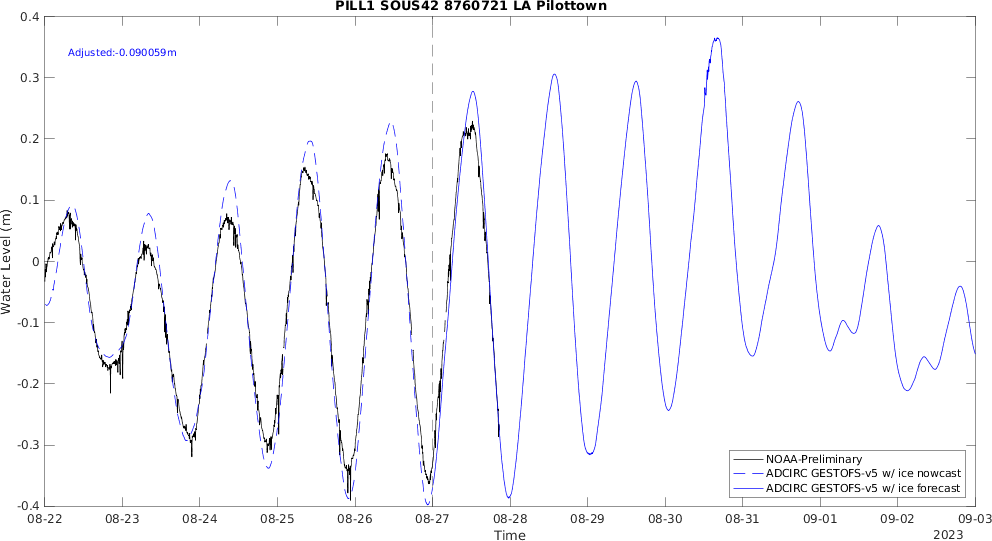 PILL1 SOUS42 8760721 LA Pilottown
Adjusted:-0.090059m
Water Level (m)
0.4
0.3
0.2
0.1
0
-0.1
-0.2
-0.3
-0.4
NOAA-Preliminary
ADCIRC GESTOFS-v5 w/ ice nowcast
ADCIRC GESTOFS-v5 w/ ice forecast
08-22 08-23 08-24 08-25 08-26 08-27 08-28 08-29 08-30 08-31 09-01 09-02 09-03
Time
2023